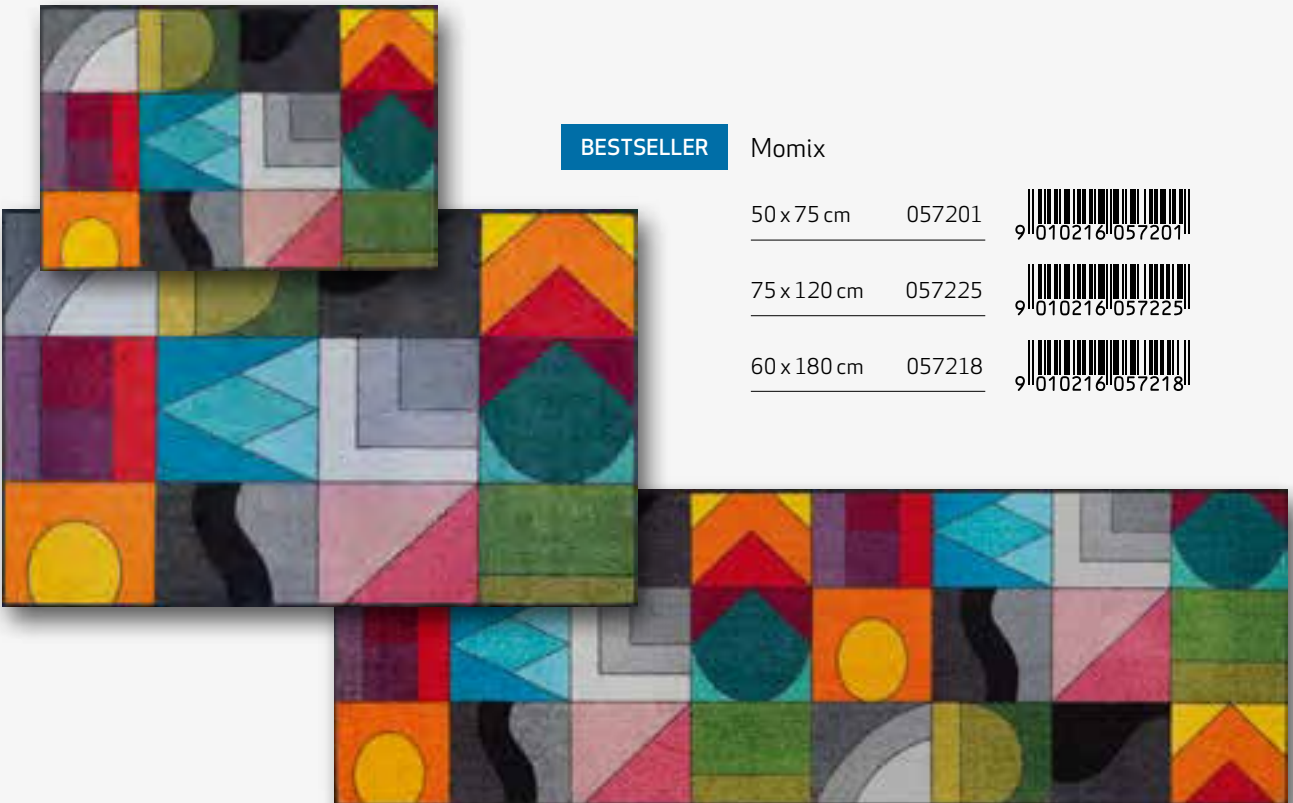 BESTSELLER Momix
50 x 75 cm 057201
9 010216 057201
75 x 120 cm 057225
9 010216 057225
60 x 180 cm 057218
9 010216 057218